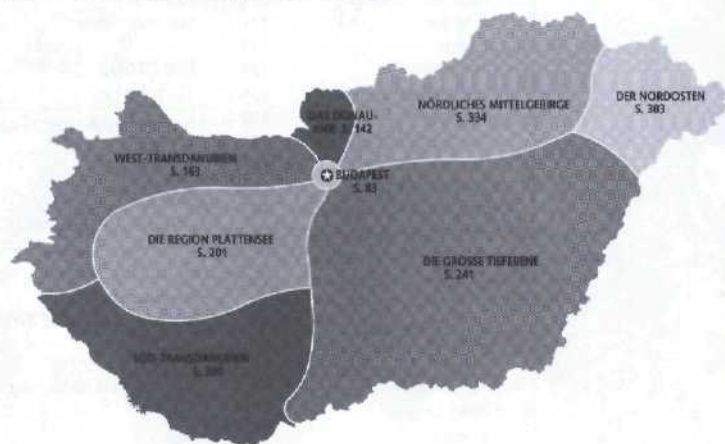 DAS DONAU-
KNIE S. 142
NÖRDLICHES MITTELGEBIRGE
S. 334
DER NORDOSTEN
S. 383
WEST-TRANSDANUBIEN
S. 163
BUDAPEST
S. 83
DIE REGION PLATTENSEE
S. 201
DIE GROSSE TIEFEBENE
S. 241
SÜD-TRANSDANUBIEN
S.